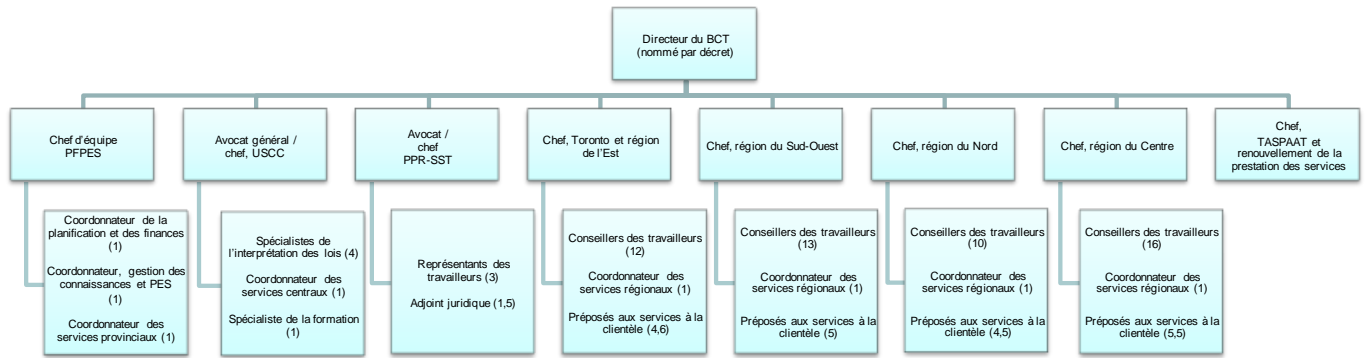 Directeur du BCT
(nommé par décret)
Chef d'équipe
PFPES
Avocat général /
chef, USCC
Avocat /
chef
PPR-SST
Chef, Toronto et région
de l'Est
Chef, région du Sud-Ouest
Chef, région du Nord
Chef, région du Centre
Chef,
TASPAAT et
renouvellement de la
prestation des services
Coordonnateur de la
planification et des finances
(1)
Coordonnateur, gestion des
connaissances et PES
(1)
Coordonnateur des
services provinciaux (1)
Spécialistes de
l'interprétation des lois (4)
Coordonnateur des
services centraux (1)
Spécialiste de la formation
(1)
Représentants des
travailleurs (3)
Adjoint juridique (1,5)
Conseillers des travailleurs
(12)
Coordonateur des
services régionaux (1)
Préposés aux services à la
clientèle (4,6)
Conseillers des travailleurs
(13)
Coordonateur des
services régionaux (1)
Préposés aux services à la
clientèle (5)
Conseillers des travailleurs
(10)
Coordonateur des
services régionaux (1)
Préposés aux services à la
clientèle (4,5)
Conseillers des travailleurs
(16)
Coordonateur des
services régionaux (1)
Préposés aux services à la
clientèle (5,5)